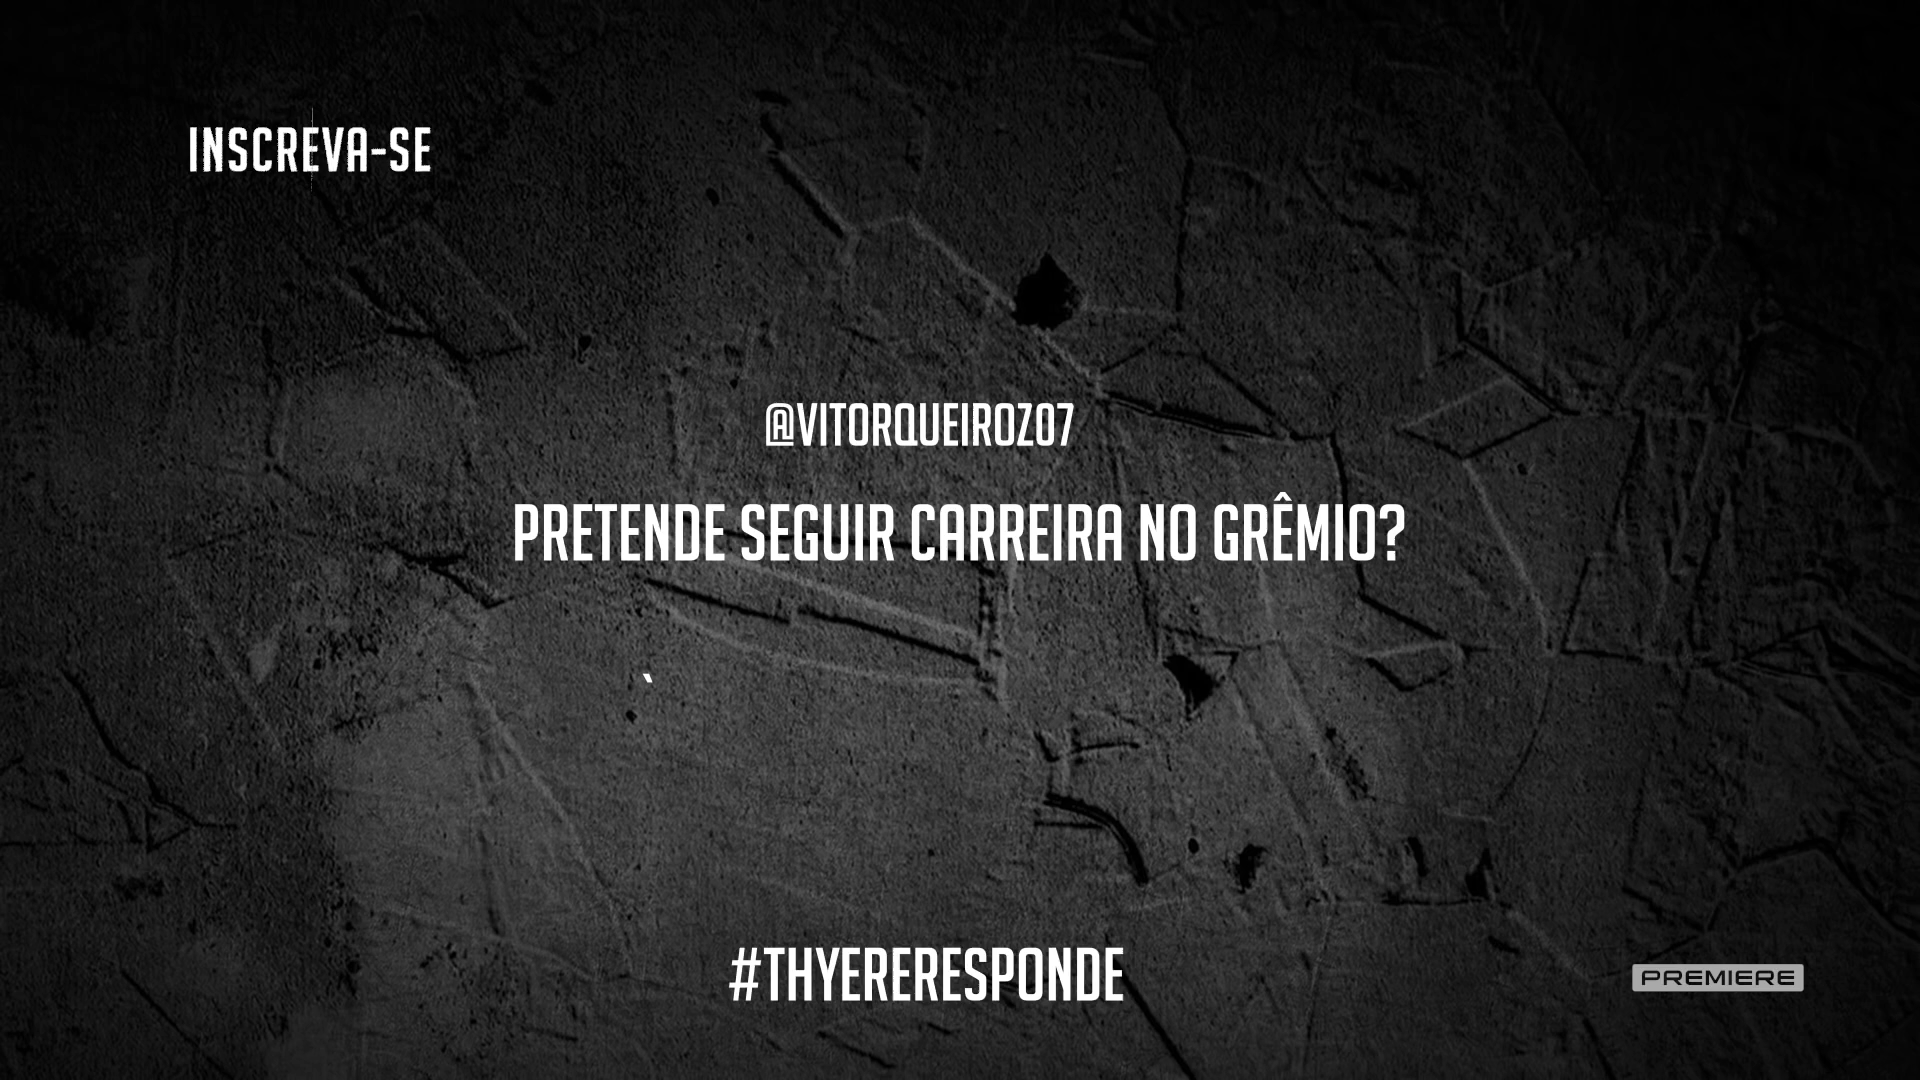 INSCREVA-SE
@VITORQUEIROZ07
PRETENDE SEGUIR CARREIRA NO GRÊMIO?
`
#THYERERESPONDE
PREMIERE